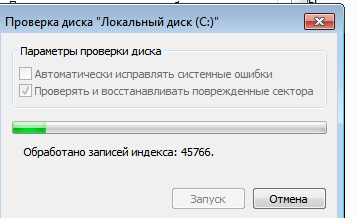 Проверка диска "Локальный диск (C:)"
Параметры проверки диска
Автоматически исправлять системные ошибки
Проверять и восстанавливать поврежденные сектора
Обработано записей индекса: 45766.
Запуск
Отмена